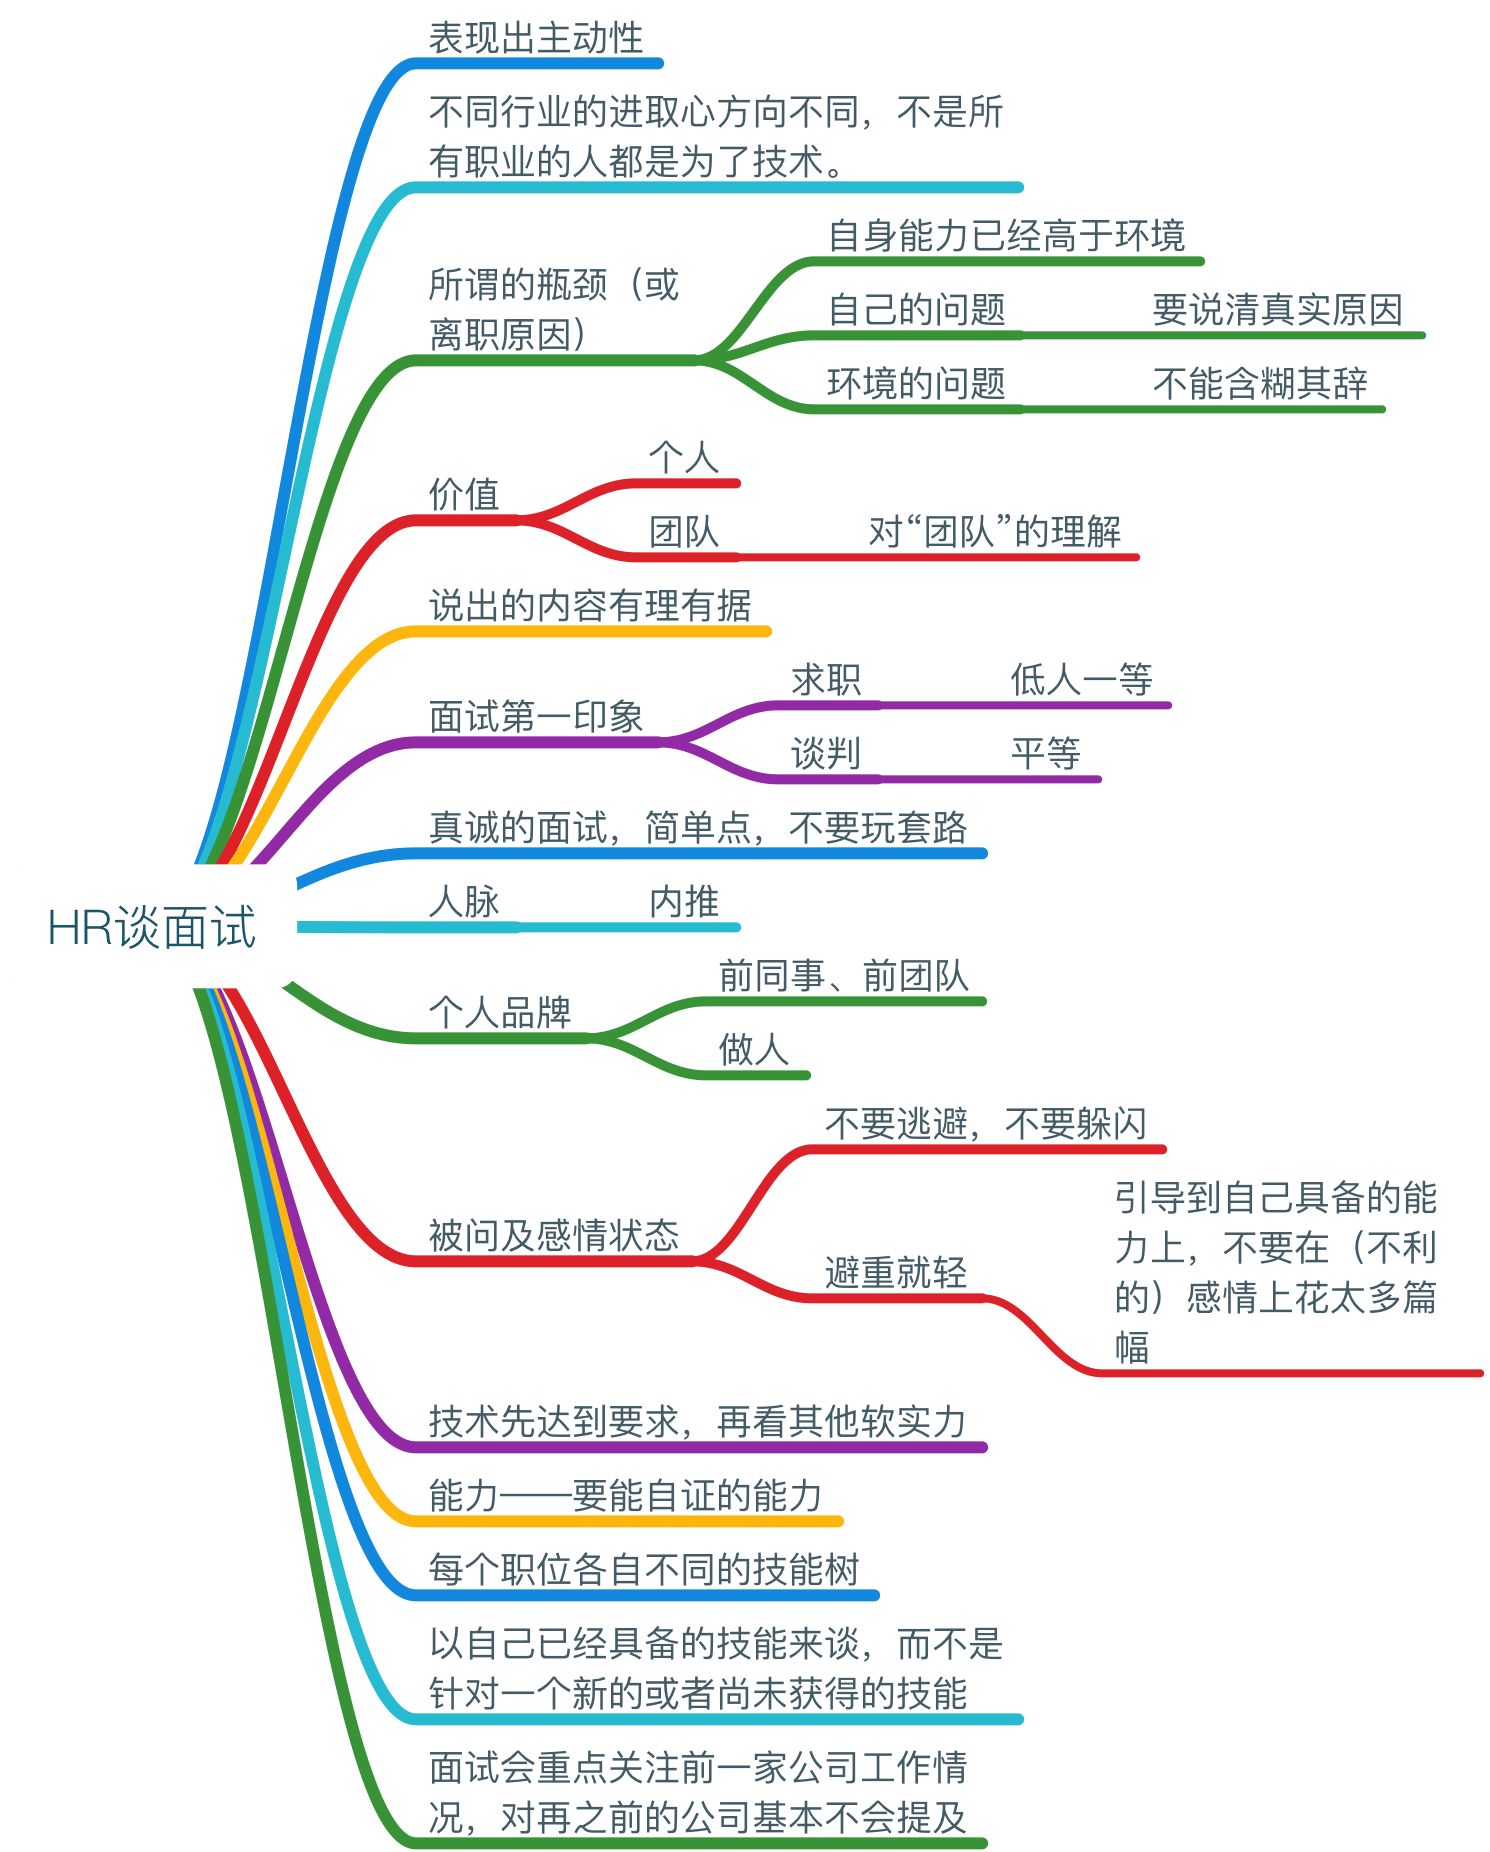 表现出主动性
不同行业的进取心方向不同，不是所
有职业的人都是为了技术。
所谓的瓶颈（或
离职原因）
自身能力已经高于环境
自己的问题
要说清真实原因
环境的问题
不能含糊其辞
价值
个人
团队
对“团队”的理解
说出的内容有理有据
面试第一印象
求职
低人一等
谈判
平等
真诚的面试，简单点，不要玩套路
HR谈面试
人脉
内推
个人品牌
前同事、前团队
做人
被问及感情状态
不要逃避，不要躲闪
避重就轻
引导到自己具备的能
力上，不要在（不利
的）感情上花太多篇
幅
技术先达到要求，再看其他软实力
能力——要能自证的能力
每个职位各自不同的技能树
以自己已经具备的技能来谈，而不是
针对一个新的或者尚未获得的技能
面试会重点关注前一家公司工作情
况，对再之前的公司基本不会提及